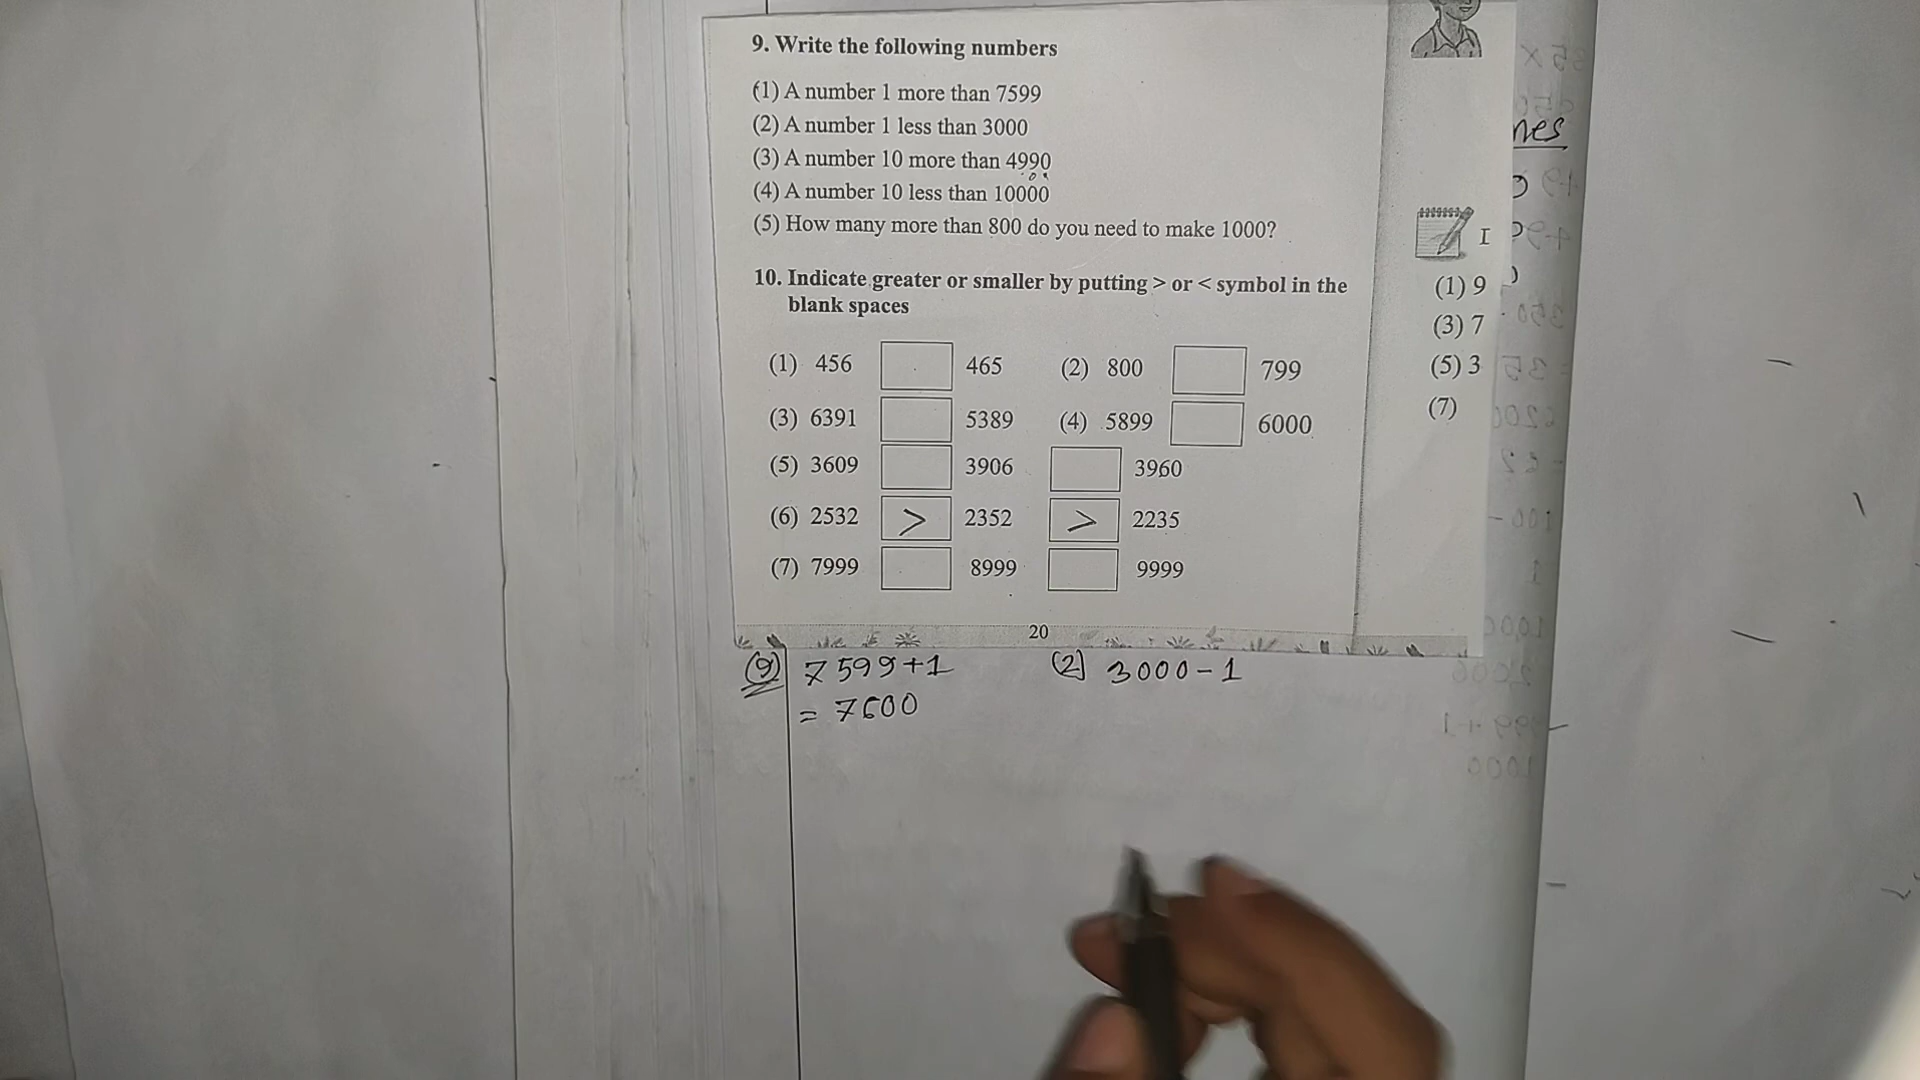 9. Write the following numbers
(1) A number 1 more than 7599
(2) A number 1 less than 3000
(3) A number 10 more than 4990
(4) A number 10 less than 10000
(5) How many more than 800 do you need to make 1000?
10. Indicate greater or smaller by putting > or < symbol in the
blank spaces
(1) 456 465 (2) 800 799
(3) 6391 5389 (4) 5899 6000
(5) 3609 3906 3960
(6) 2532 > 2352 > 2235
(7) 7999 8999 9999
20
(9) 7599+1 (2) 3000-1
= 7600
I
(1) 9
(3) 7
(5) 3
(7)
nes